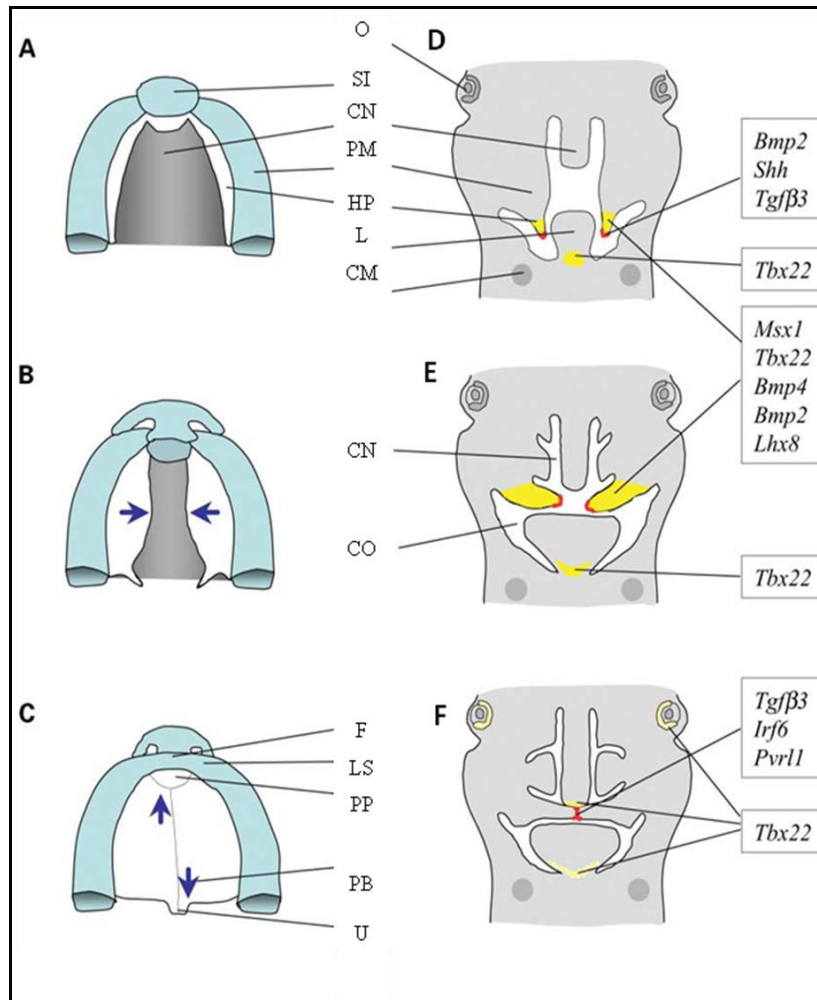 A
O
D
SI
CN
PM
HP
L
CM
Bmp2
Shh
Tgfβ3
Tbx22
Msx1
Tbx22
Bmp4
Bmp2
Lhx8
B
E
CN
CO
Tbx22
C
F
F
LS
PP
PB
U
Tgfβ3
Irf6
Pvrl1
Tbx22